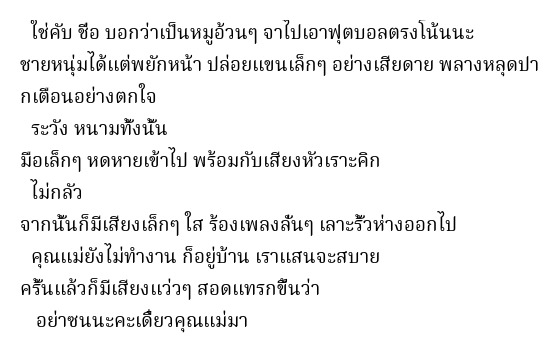 ใช่คับ ชื่อ บอกว่าเป็นหมูอ้วนๆ จาไปเอาฟุตบอลตรงโน้นนะ
ชายหนุ่มได้แต่พยักหน้า ปล่อยแขนเล็กๆ อย่างเสียดาย พลางหลุดปา
กเตือนอย่างตกใจ
ระวัง หนามทั้งนั้น
มือเล็กๆ หดหายเข้าไป พร้อมกับเสียงหัวเราะคิก
ไม่กลัว
จากนั้นก็มีเสียงเล็กๆ ใส ร้องเพลงลั่นๆ เลาะรั้วห่างออกไป
คุณแม่ยังไม่ทำงาน ก็อยู่บ้าน เราแสนจะสบาย
ครั้นแล้วก็มีเสียงแว่วๆ สอดแทรกขึ้นว่า
อย่าซนนะคะเดี๋ยวคุณแม่มา